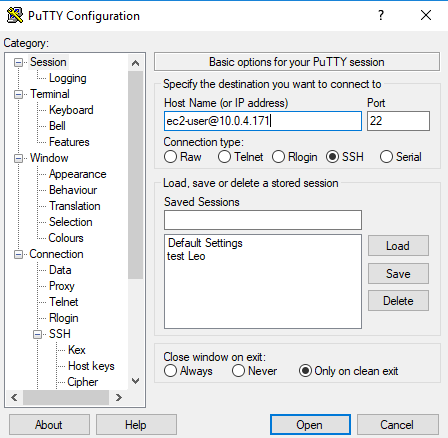 PuTTY Configuration
?
Category:
Session
Logging
Terminal
Keyboard
Bell
Features
Window
Appearance
Behaviour
Translation
Selection
Colours
Connection
Data
Proxy
Telnet
Rlogin
SSH
Kex
Host keys
Cipher
Basic options for your PuTTY session
Specify the destination you want to connect to
Host Name (or IP address) Port
ec2-user@10.0.4.171 22
Connection type:
Raw Telnet Rlogin SSH Serial
Load, save or delete a stored session
Saved Sessions
Default Settings
test Leo
Load
Save
Delete
Close window on exit:
Always Never Only on clean exit
About Help Open Cancel